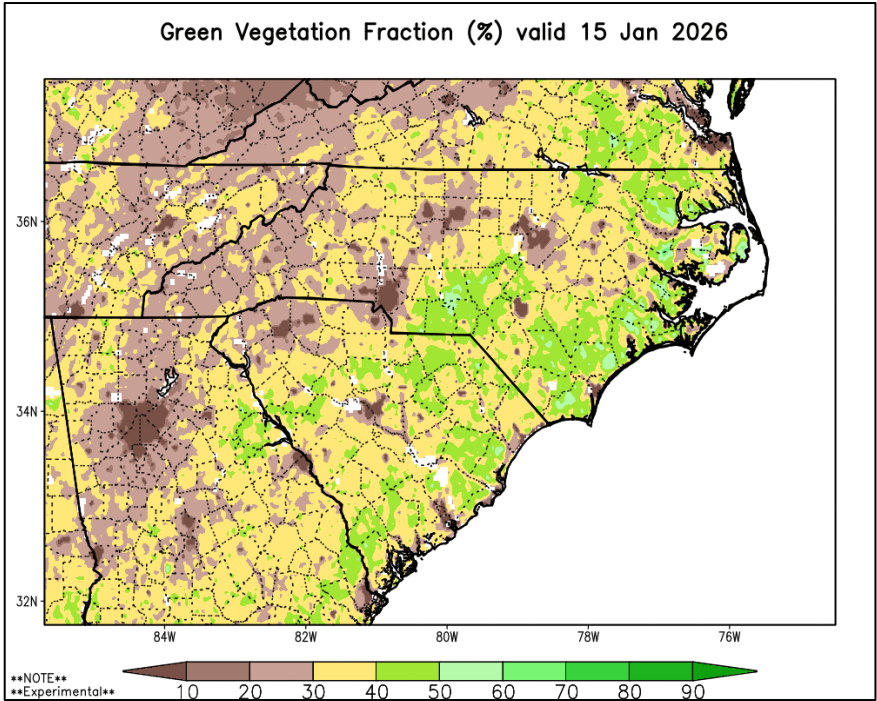 Green Vegetation Fraction (%) valid 15 Jan 2026
36N
34N
32N
84W 82W 80W 78W 76W
**NOTE**
**Experimental**
10 20 30 40 50 60 70 80 90